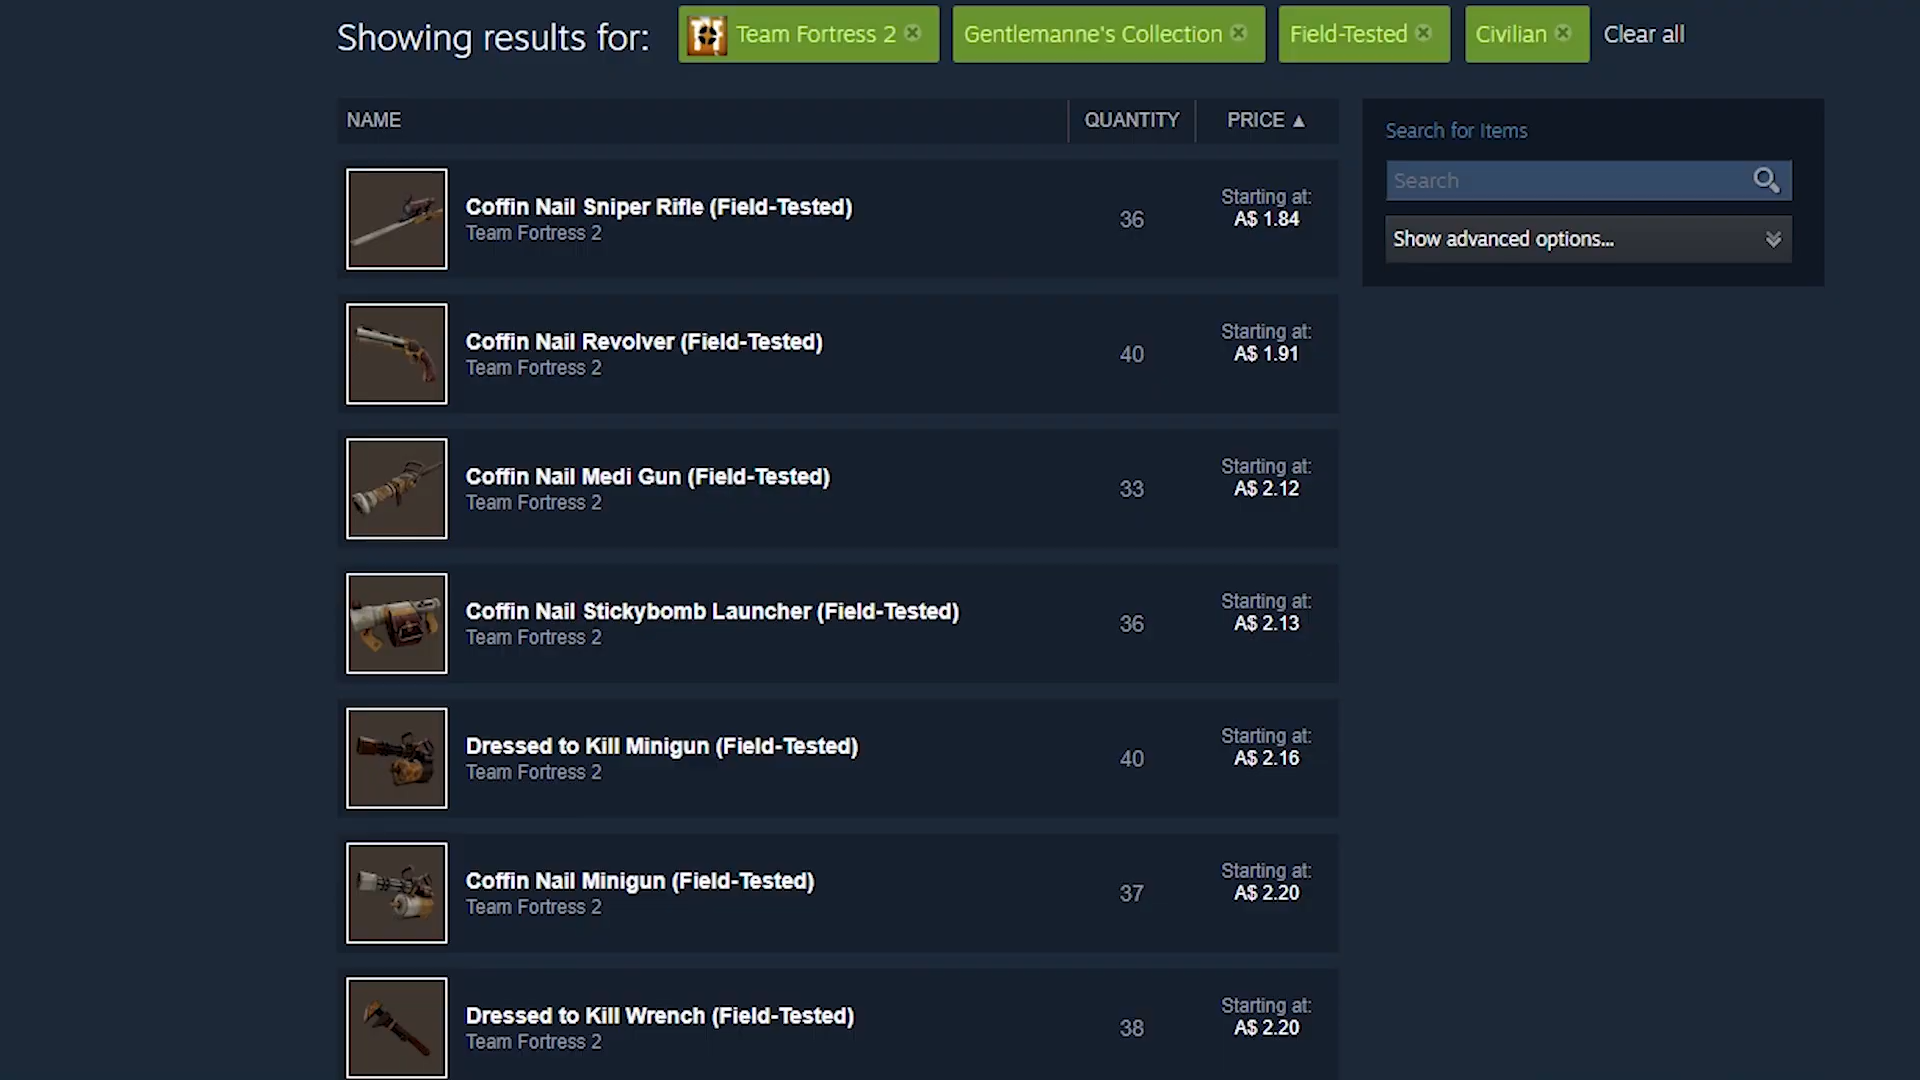 Showing results for: Team Fortress 2 Gentlemanne's Collection Field-Tested Civilian Clear all
NAME QUANTITY PRICE ▲
Search for Items
Search
Show advanced options...
Coffin Nail Sniper Rifle (Field-Tested)
Team Fortress 2
36
Starting at:
A$ 1.84
Coffin Nail Revolver (Field-Tested)
Team Fortress 2
40
Starting at:
A$ 1.91
Coffin Nail Medi Gun (Field-Tested)
Team Fortress 2
33
Starting at:
A$ 2.12
Coffin Nail Stickybomb Launcher (Field-Tested)
Team Fortress 2
36
Starting at:
A$ 2.13
Dressed to Kill Minigun (Field-Tested)
Team Fortress 2
40
Starting at:
A$ 2.16
Coffin Nail Minigun (Field-Tested)
Team Fortress 2
37
Starting at:
A$ 2.20
Dressed to Kill Wrench (Field-Tested)
Team Fortress 2
38
Starting at:
A$ 2.20